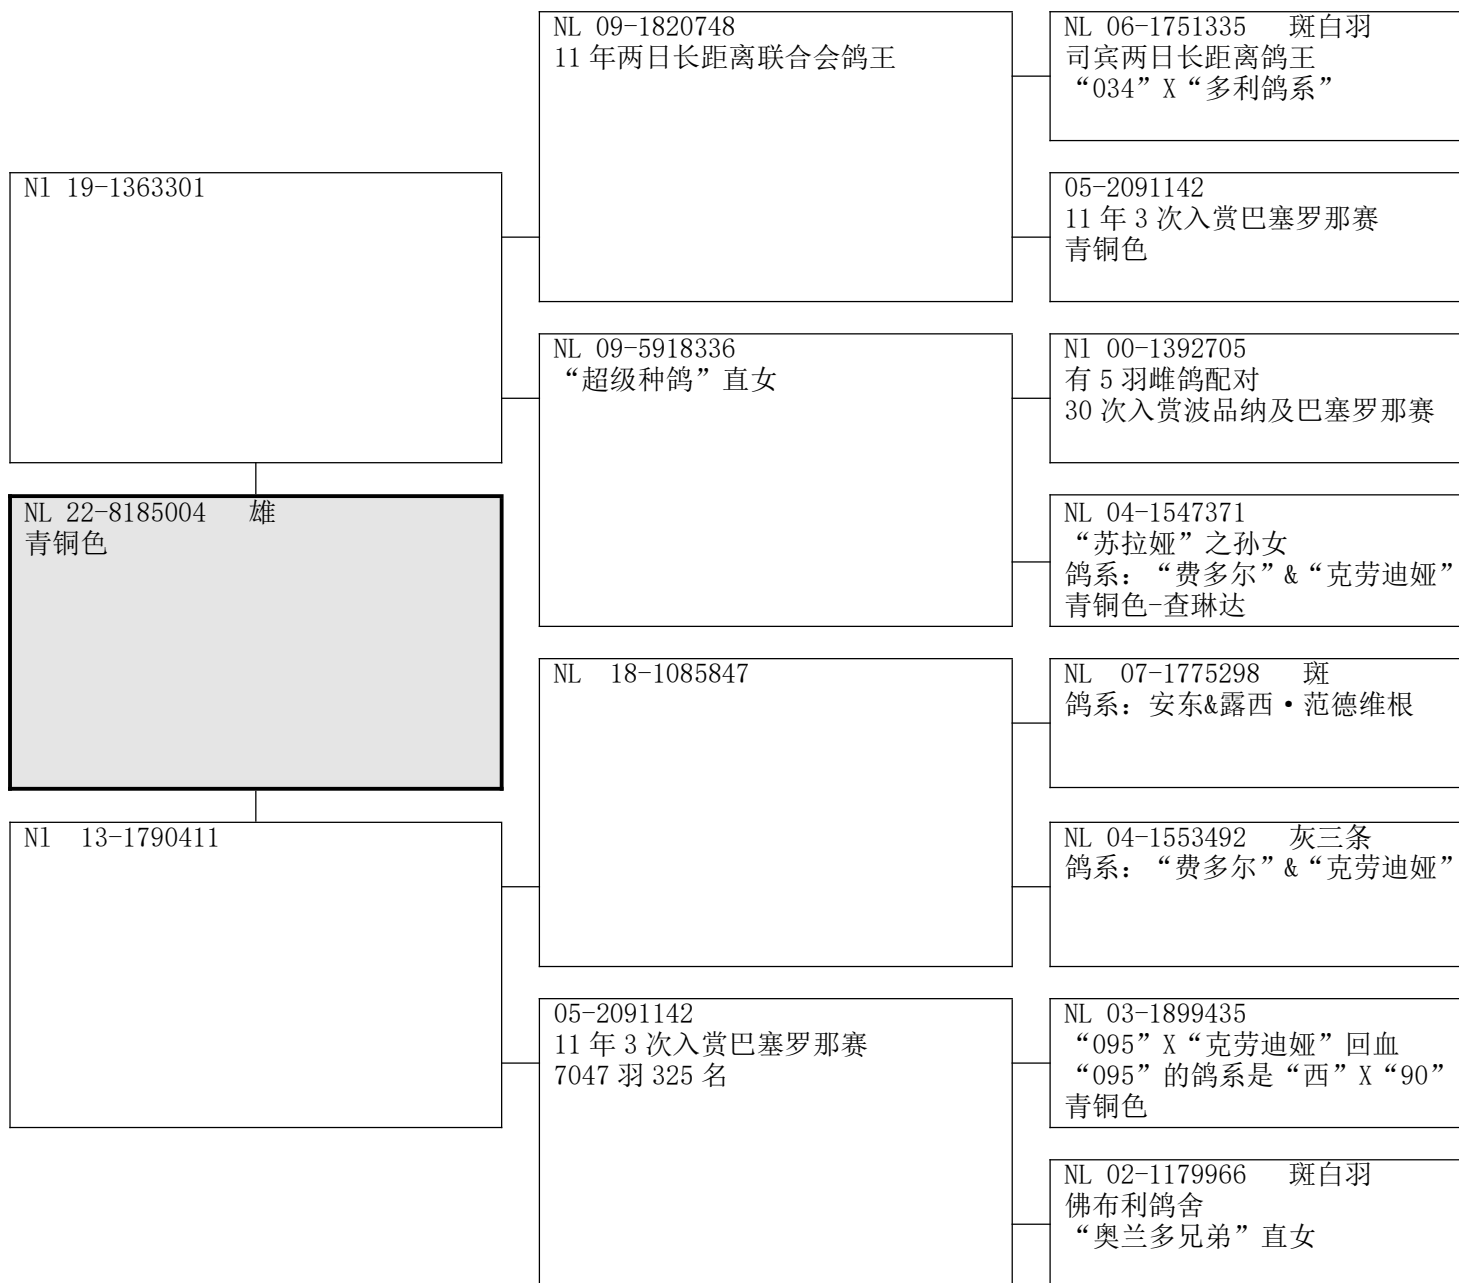 NL 09-1820748
11 年两日长距离联合会鸽王
NL 06-1751335 斑白羽
司宾两日长距离鸽王
“034”X“多利鸽系”
Nl 19-1363301
05-2091142
11 年 3 次入赏巴塞罗那赛
青铜色
NL 09-5918336
“超级种鸽”直女
Nl 00-1392705
有 5 羽雌鸽配对
30 次入赏波品纳及巴塞罗那赛
NL 22-8185004 雄
青铜色
NL 04-1547371
“苏拉娅”之孙女
鸽系：“费多尔”&“克劳迪娅”
青铜色-查琳达
NL 18-1085847
NL 07-1775298 斑
鸽系：安东&露西·范德维根
Nl 13-1790411
NL 04-1553492 灰三条
鸽系：“费多尔”&“克劳迪娅”
05-2091142
11 年 3 次入赏巴塞罗那赛
7047 羽 325 名
NL 03-1899435
“095”X“克劳迪娅”回血
“095”的鸽系是“西”X“90”
青铜色
NL 02-1179966 斑白羽
佛布利鸽舍
“奥兰多兄弟”直女